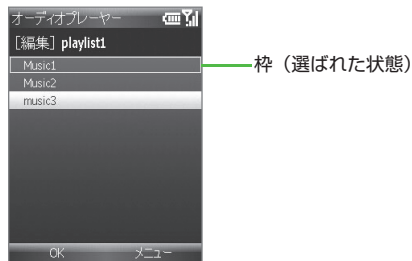 オーディオプレーヤー
［編集］playlist1
Music1
枠（選ばれた状態）
Music2
music3
OK
メニュー